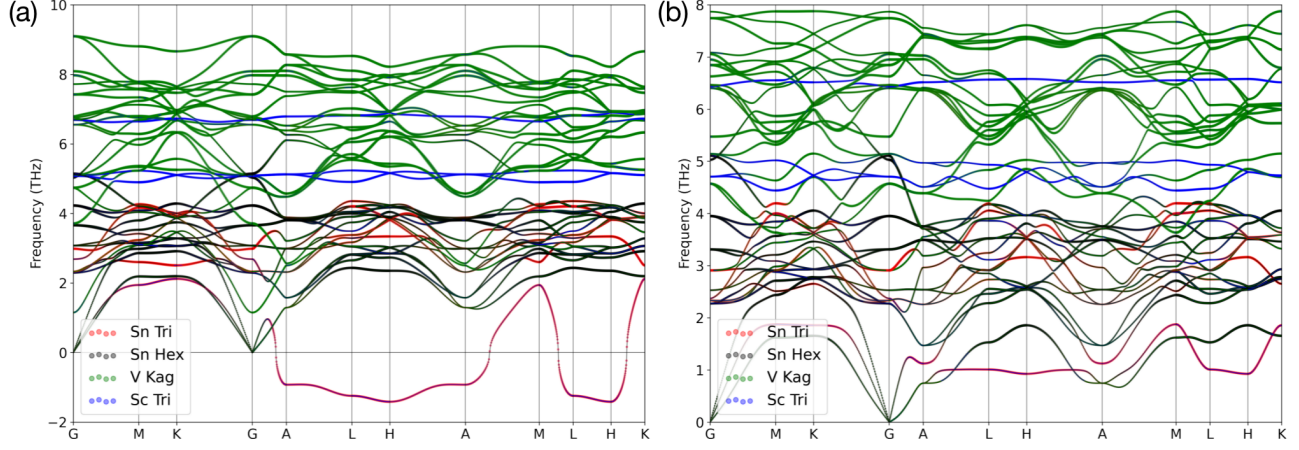 (a)
10
8
6
4
2
0
−2
Frequency (THz)
Sn Tri
Sn Hex
V Kag
Sc Tri
G M K G A L H A M L H K
(b)
8
7
6
5
4
3
2
1
0
Frequency (THz)
Sn Tri
Sn Hex
V Kag
Sc Tri
G M K G A L H A M L H K